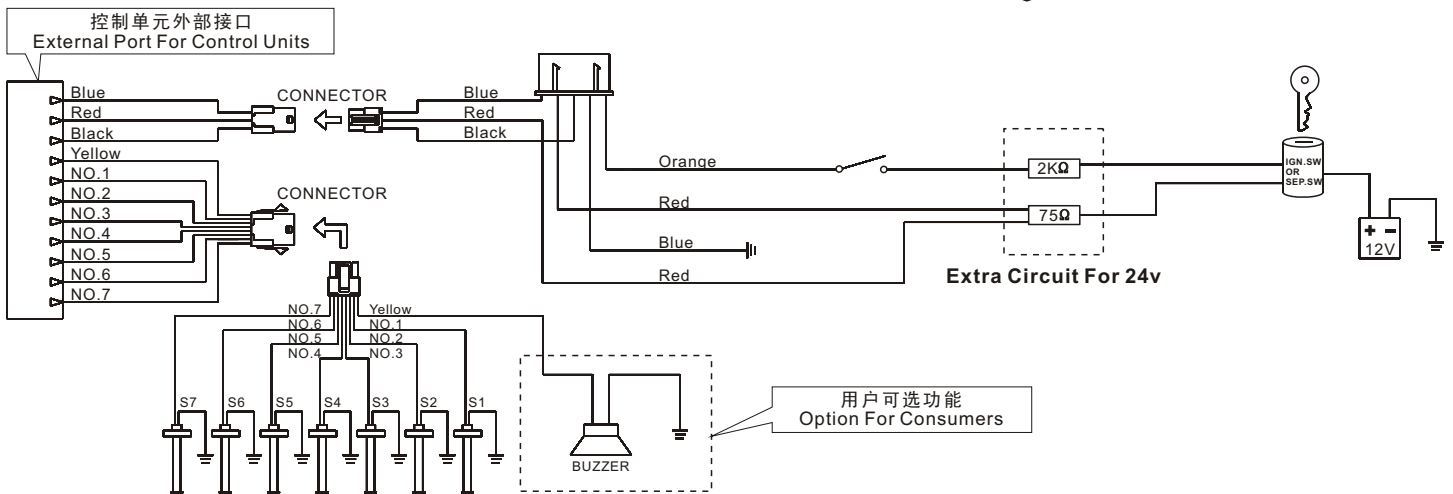 控制单元外部接口
External Port For Control Units
Blue
Red
Black
Yellow
NO.1
NO.2
NO.3
NO.4
NO.5
NO.6
NO.7
CONNECTOR
CONNECTOR
Blue
Red
Black
Orange
Red
Blue
Red
2KΩ
75Ω
Extra Circuit For 24v
IGN.SW
OR
SEP.SW
+ -
12V
NO.7 Yellow
NO.6 NO.1
NO.5 NO.2
NO.4 NO.3
S7 S6 S5 S4 S3 S2 S1
BUZZER
用户可选功能
Option For Consumers